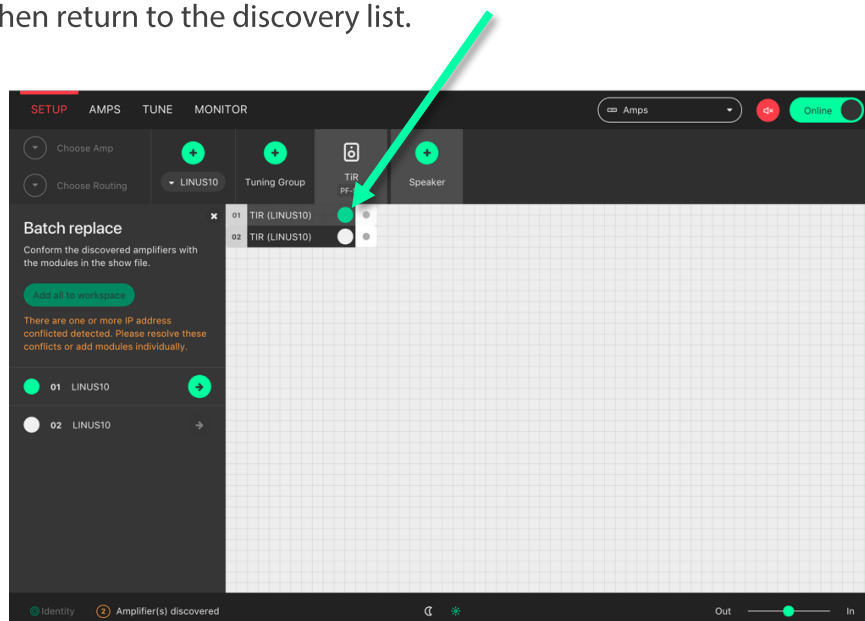 hen return to the discovery list.
SETUP AMPS TUNE MONITOR
Amps
Online
Choose Amp
Choose Routing
LINUS10
Tuning Group
TiR
Speaker
Batch replace
Conform the discovered amplifiers with
the modules in the show file.
Add all to workspace
There are one or more IP address
conflicted detected. Please resolve these
conflicts or add modules individually.
01 LINUS10
02 LINUS10
01 TIR (LINUS10)
02 TIR (LINUS10)
Identity 2 Amplifier(s) discovered
Out In